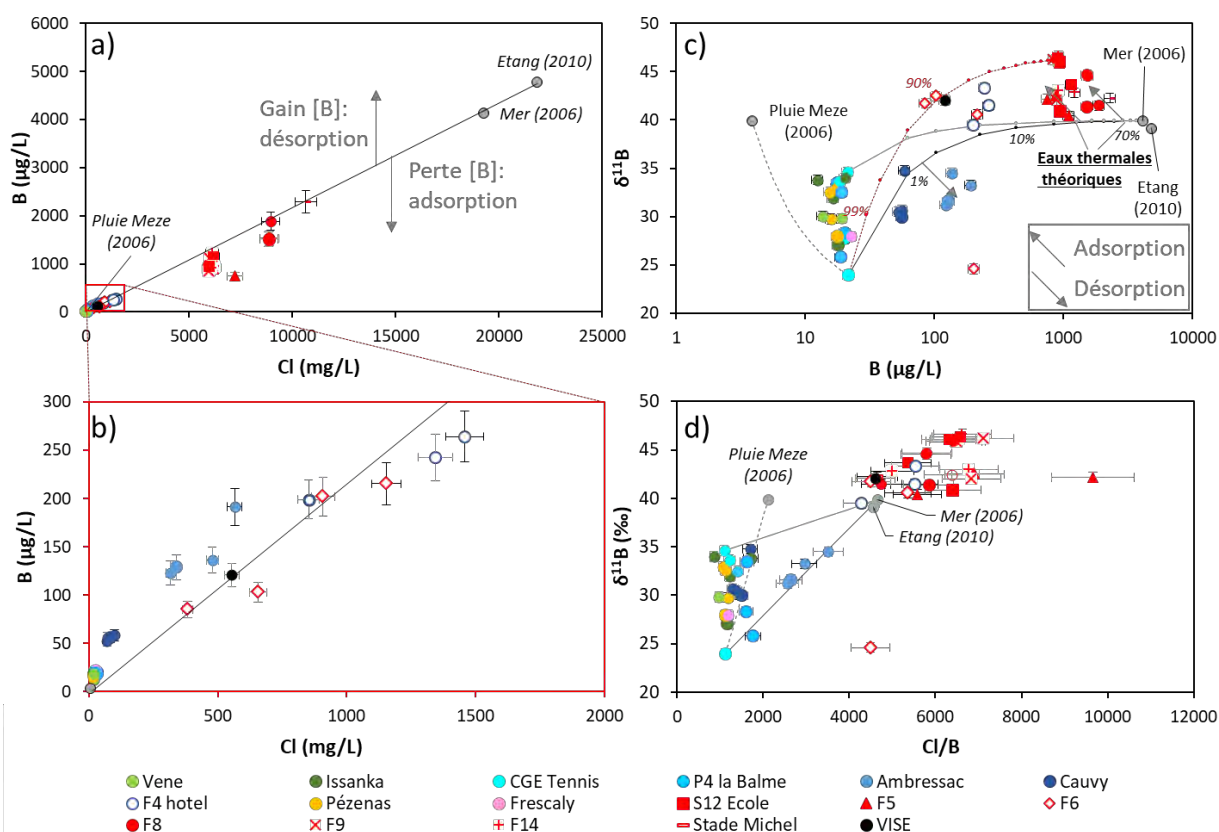 a)
6000
5000
4000
3000
2000
1000
0
B (µg/L)
Etang (2010)
Mer (2006)
Gain [B]:
désorption
Perte [B]:
adsorption
Pluie Meze
(2006)
0 5000 10000 15000 20000 25000
Cl (mg/L)
c)
50
45
40
35
30
25
20
δ¹¹B
Mer (2006)
90%
Pluie Meze
(2006)
10%
70%
Eaux thermales
théoriques
1%
99%
Etang
(2010)
Adsorption
Désorption
1 10 100 1000 10000
B (µg/L)
b)
300
250
200
150
100
50
0
B (µg/L)
0 500 1000 1500 2000
Cl (mg/L)
d)
50
45
40
35
30
25
20
δ¹¹B (‰)
Pluie Meze
(2006)
Mer (2006)
Etang (2010)
0 2000 4000 6000 8000 10000 12000
Cl/B
Vene Issanka CGE Tennis P4 la Balme Ambressac Cauvy
F4 hotel Pézenas Frescaly S12 Ecole F5 F6
F8 F9 F14 Stade Michel VISE